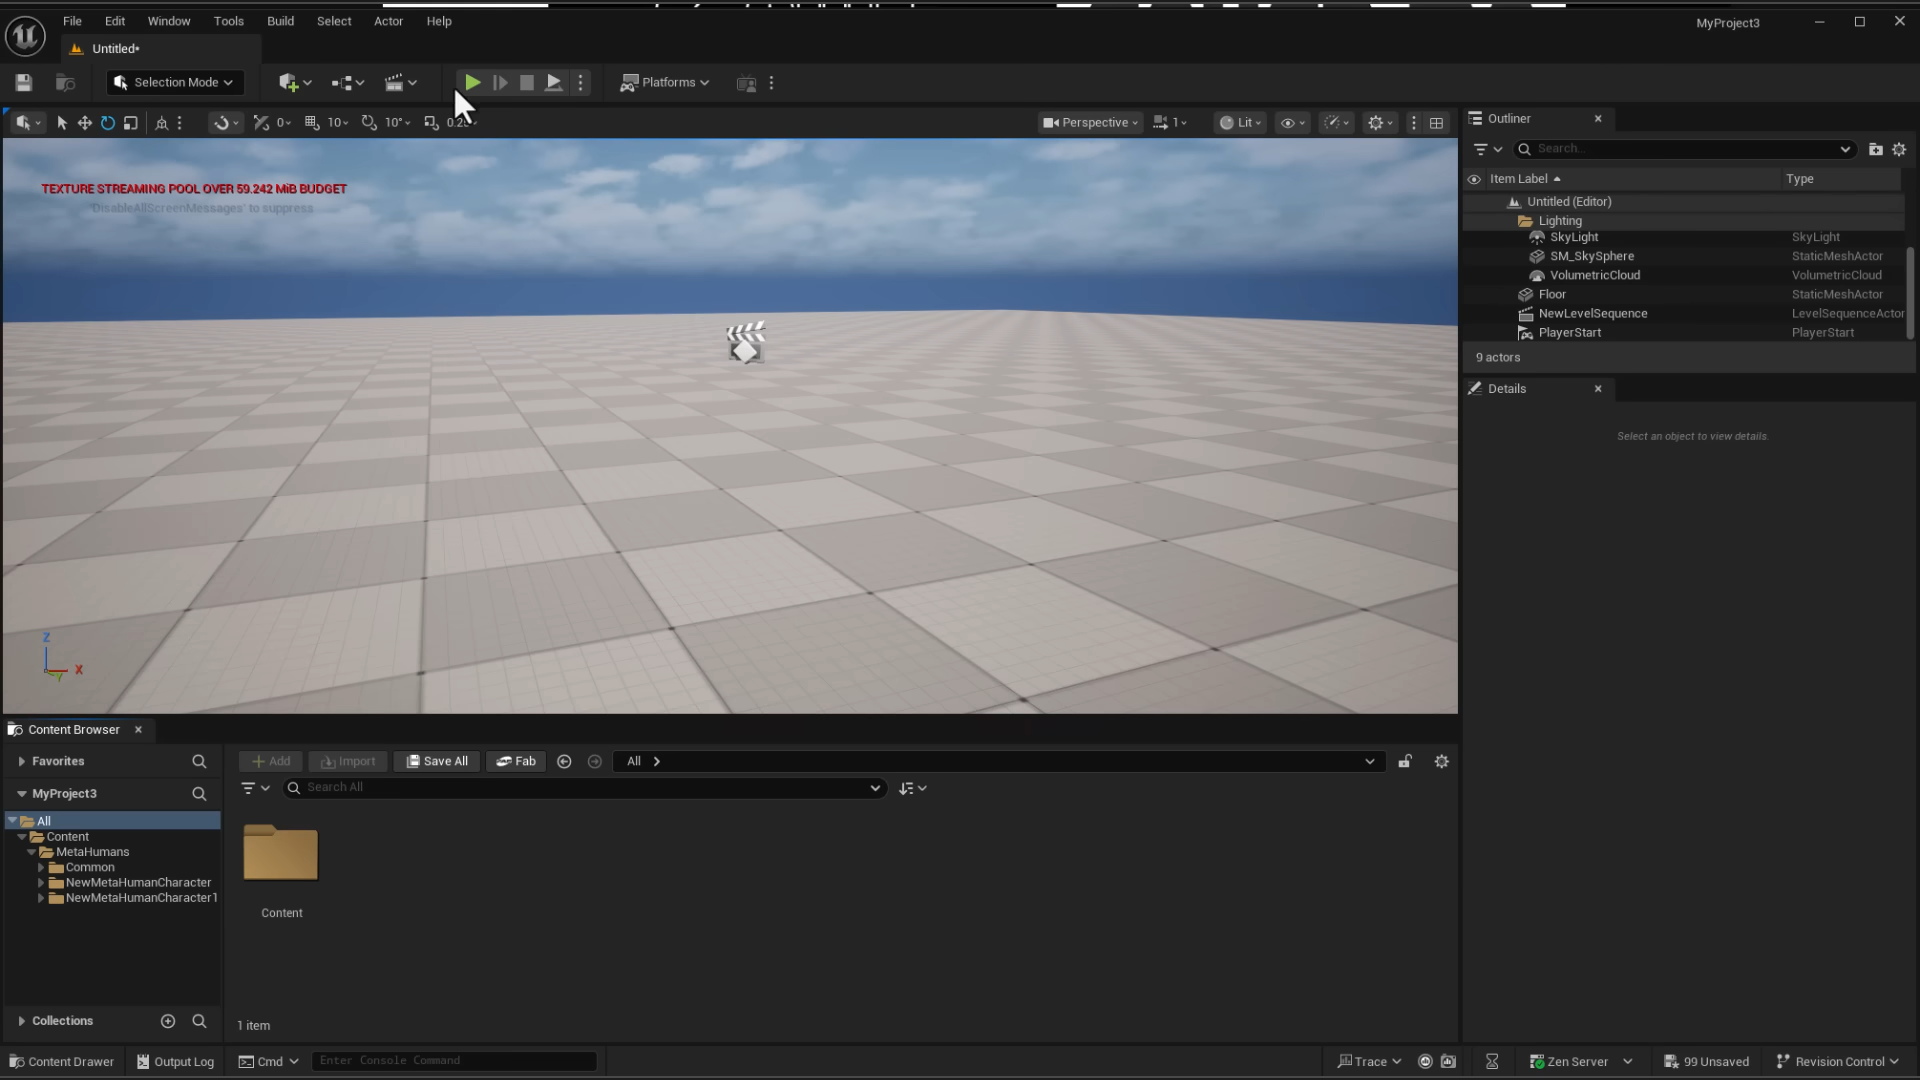 File Edit Window Tools Build Select Actor Help
MyProject3
Untitled*
Selection Mode
Platforms
0 10 10°
Perspective 1 Lit
TEXTURE STREAMING POOL OVER 59.242 MiB BUDGET
'DisableAllScreenMessages' to suppress
Z
X
Y
Outliner
Search...
Item Label Type
Untitled (Editor)
Lighting
SkyLight SkyLight
SM_SkySphere StaticMeshActor
VolumetricCloud VolumetricCloud
Floor StaticMeshActor
NewLevelSequence LevelSequenceActor
PlayerStart PlayerStart
9 actors
Details
Select an object to view details.
Content Browser
Favorites
MyProject3
All
Content
MetaHumans
Common
NewMetaHumanCharacter
NewMetaHumanCharacter1
Collections
Add Import Save All Fab All
Search All
Content
1 item
Content Drawer Output Log Cmd Enter Console Command
Trace Zen Server 99 Unsaved Revision Control